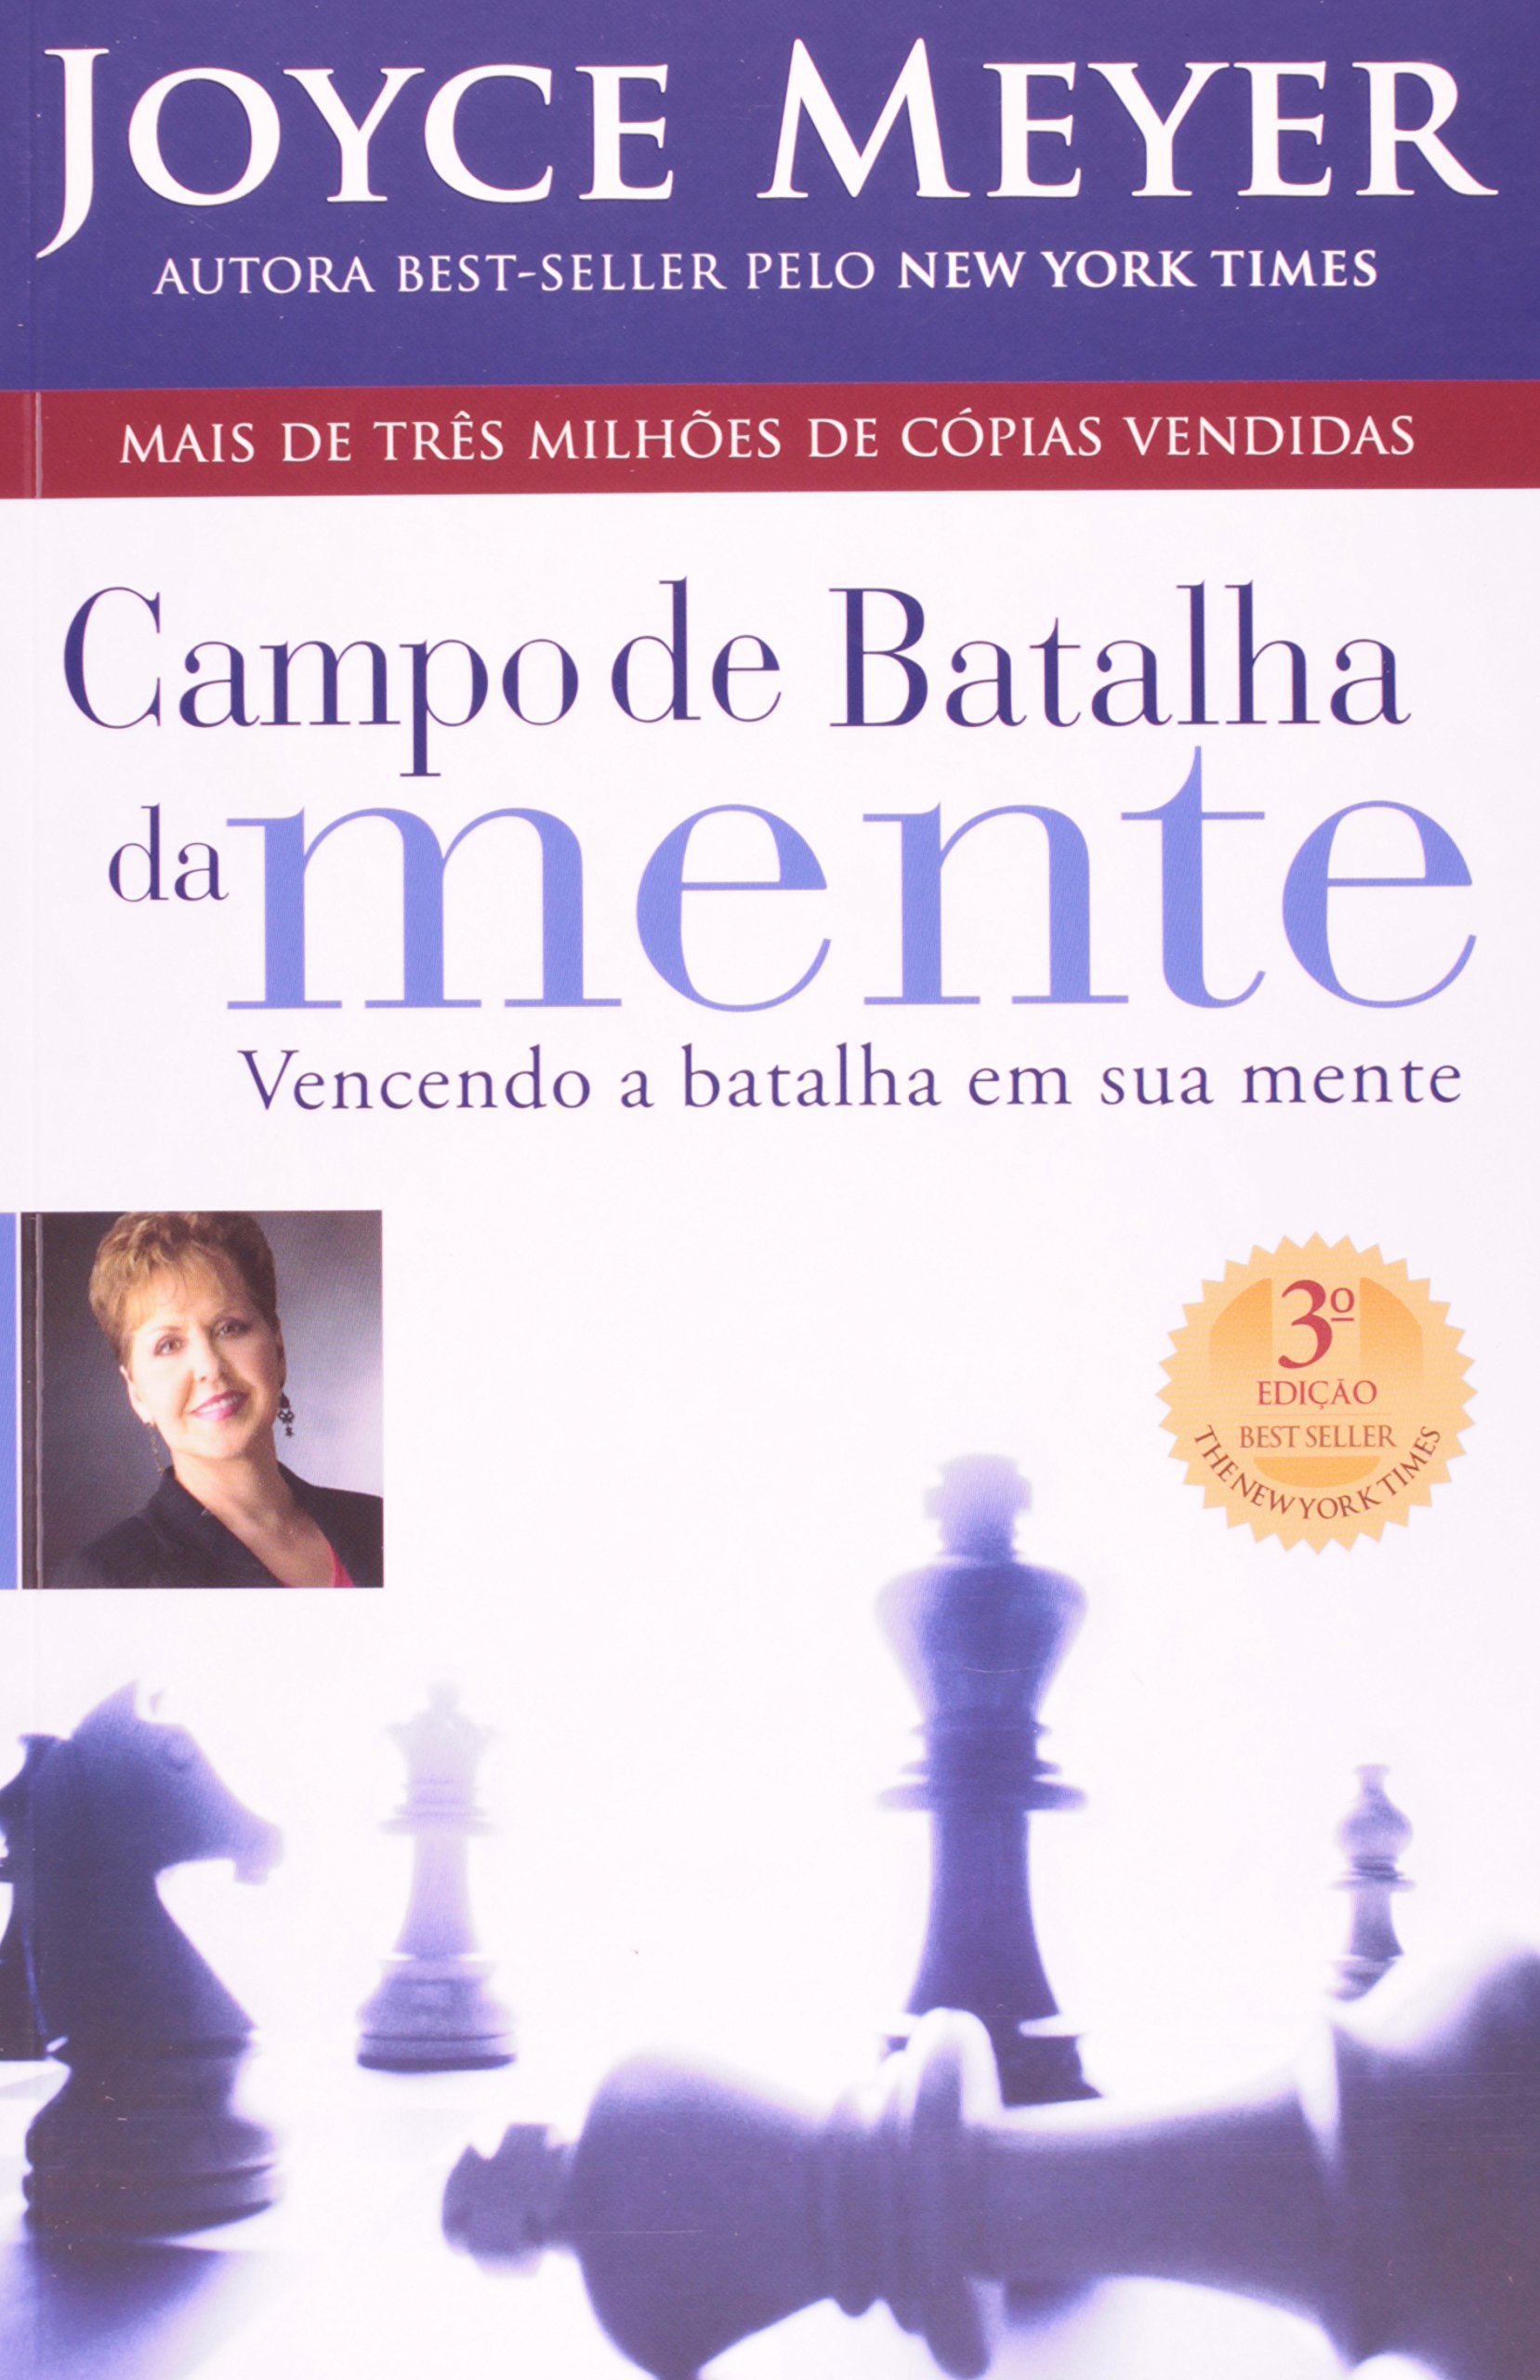 JOYCE MEYER
AUTORA BEST-SELLER PELO NEW YORK TIMES
MAIS DE TRÊS MILHÕES DE CÓPIAS VENDIDAS
Campo de Batalha
da mente
Vencendo a batalha em sua mente
3º
EDIÇÃO
BEST SELLER
THE NEW YORK TIMES